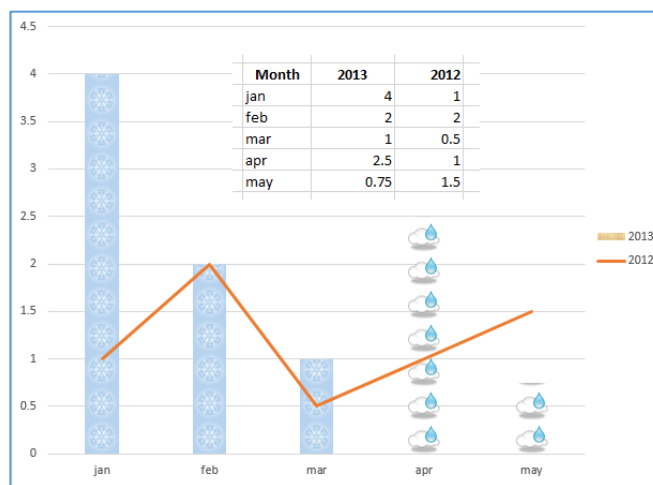 4.5
4
3.5
3
2.5
2
1.5
1
0.5
0
Month 2013 2012
jan 4 1
feb 2 2
mar 1 0.5
apr 2.5 1
may 0.75 1.5
2013
2012
jan feb mar apr may